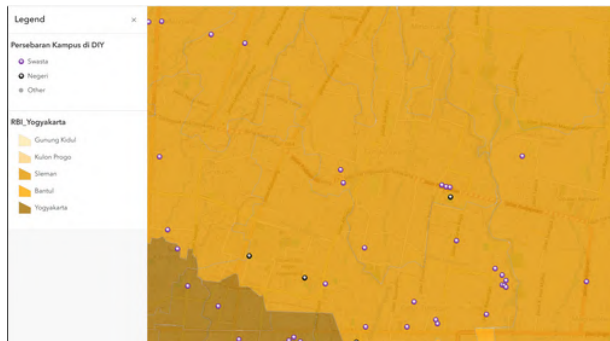 Legend
×
Persebaran Kampus di DIY
Swasta
Negeri
Other
RBI_Yogyakarta
Gunung Kidul
Kulon Progo
Sleman
Bantul
Yogyakarta